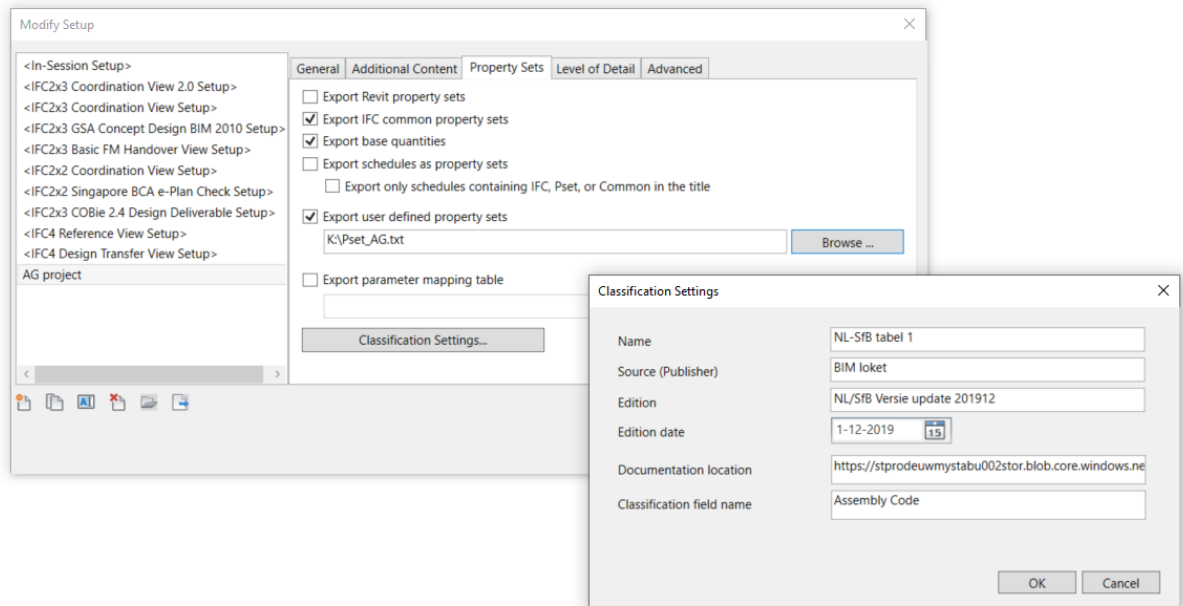 Modify Setup
<In-Session Setup>
<IFC2x3 Coordination View 2.0 Setup>
<IFC2x3 Coordination View Setup>
<IFC2x3 GSA Concept Design BIM 2010 Setup>
<IFC2x3 Basic FM Handover View Setup>
<IFC2x2 Coordination View Setup>
<IFC2x2 Singapore BCA e-Plan Check Setup>
<IFC2x3 COBie 2.4 Design Deliverable Setup>
<IFC4 Reference View Setup>
<IFC4 Design Transfer View Setup>
AG project
General Additional Content Property Sets Level of Detail Advanced
Export Revit property sets
Export IFC common property sets
Export base quantities
Export schedules as property sets
Export only schedules containing IFC, Pset, or Common in the title
Export user defined property sets
K:\Pset_AG.txt Browse ...
Export parameter mapping table
Classification Settings...
Classification Settings
Name NL-SfB tabel 1
Source (Publisher) BIM loket
Edition NL/SfB Versie update 201912
Edition date 1-12-2019 15
Documentation location https://stprodeuwmystabu002stor.blob.core.windows.ne
Classification field name Assembly Code
OK Cancel